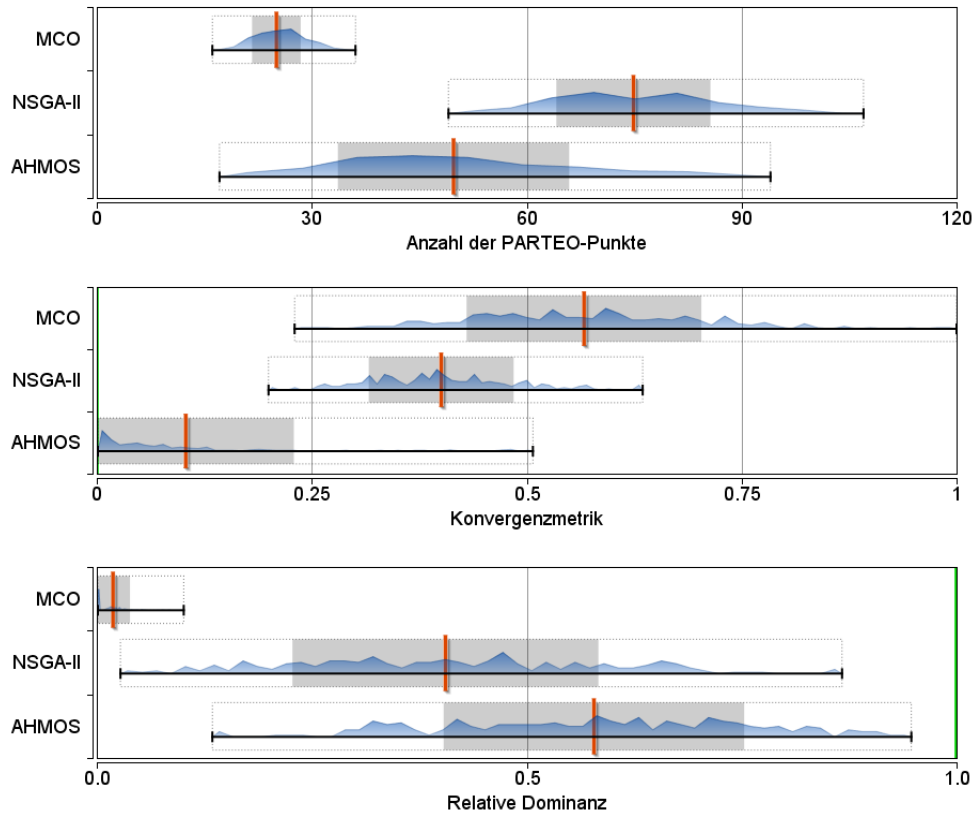 MCO
NSGA-II
AHMOS
0 30 60 90 120
Anzahl der PARTEO-Punkte
MCO
NSGA-II
AHMOS
0 0.25 0.5 0.75 1
Konvergenzmetrik
MCO
NSGA-II
AHMOS
0.0 0.5 1.0
Relative Dominanz